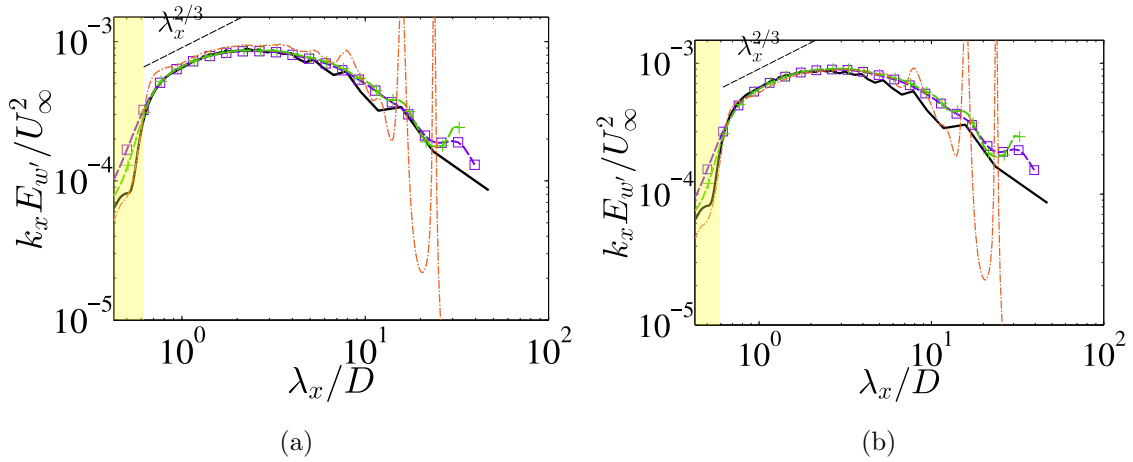 10^{-3}
10^{-4}
10^{-5}
k_x E_{w'}/U_∞^2
λ_x^{2/3}
10^0
10^1
10^2
λ_x/D
(a)
10^{-3}
10^{-4}
10^{-5}
k_x E_{w'}/U_∞^2
λ_x^{2/3}
10^0
10^1
10^2
λ_x/D
(b)